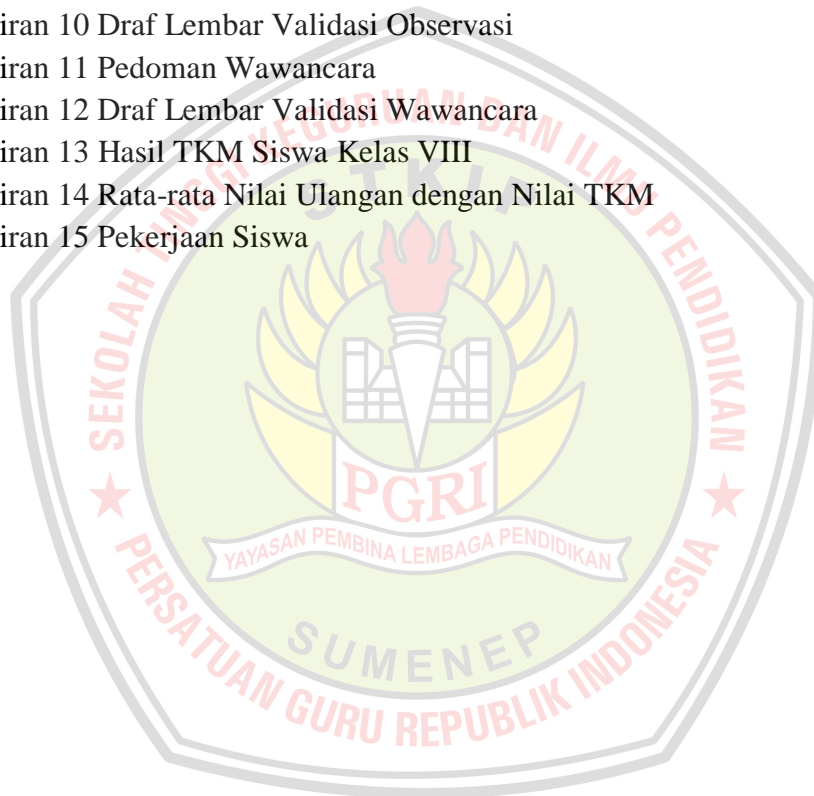 iran 10 Draf Lembar Validasi Observasi
iran 11 Pedoman Wawancara
iran 12 Draf Lembar Validasi Wawancara
iran 13 Hasil TKM Siswa Kelas VIII
iran 14 Rata-rata Nilai Ulangan dengan Nilai TKM
iran 15 Pekerjaan Siswa
SEKOLAH TINGGI KEGURUAN DAN ILMU PENDIDIKAN
STKIP
PGRI
YAYASAN PEMBINA LEMBAGA PENDIDIKAN
SUMENEP
PERSATUAN GURU REPUBLIK INDONESIA